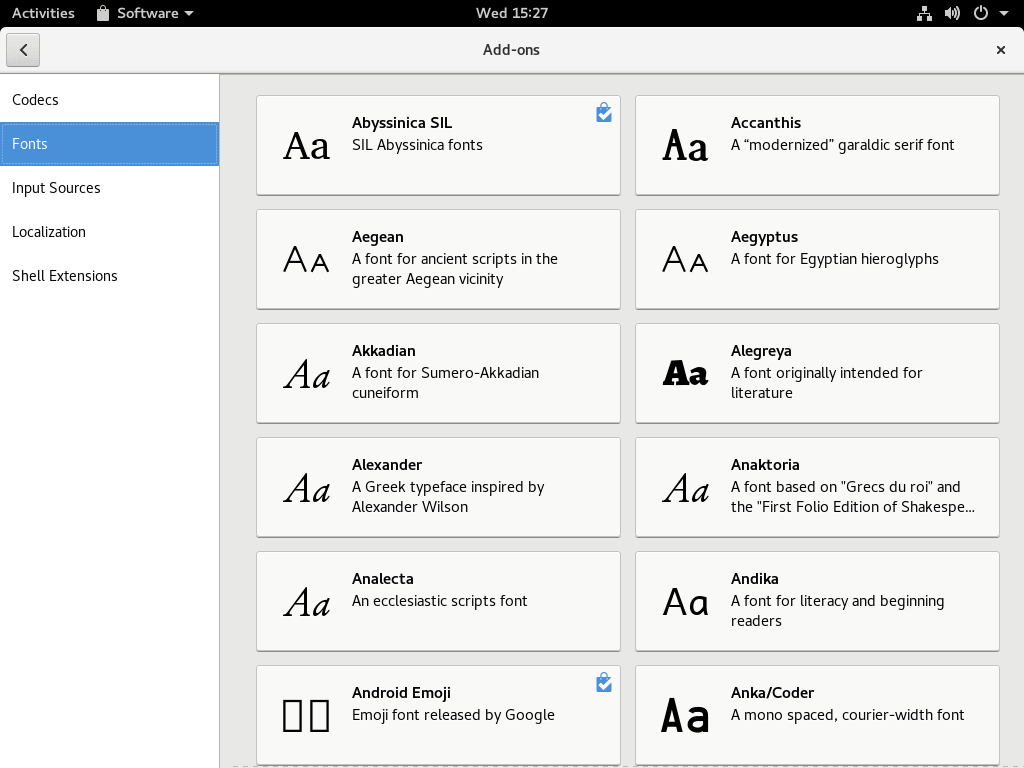 Activities
Software
Wed 15:27
Add-ons
Codecs
Fonts
Input Sources
Localization
Shell Extensions
Aa
Abyssinica SIL
SIL Abyssinica fonts
Aa
Accanthis
A “modernized” garaldic serif font
Aa
Aegean
A font for ancient scripts in the
greater Aegean vicinity
Aa
Aegyptus
A font for Egyptian hieroglyphs
Aa
Akkadian
A font for Sumero-Akkadian
cuneiform
Aa
Alegreya
A font originally intended for
literature
Aa
Alexander
A Greek typeface inspired by
Alexander Wilson
Aa
Anaktoria
A font based on "Grecs du roi" and
the "First Folio Edition of Shakespe...
Aa
Analecta
An ecclesiastic scripts font
Aa
Andika
A font for literacy and beginning
readers
Android Emoji
Emoji font released by Google
Aa
Anka/Coder
A mono spaced, courier-width font